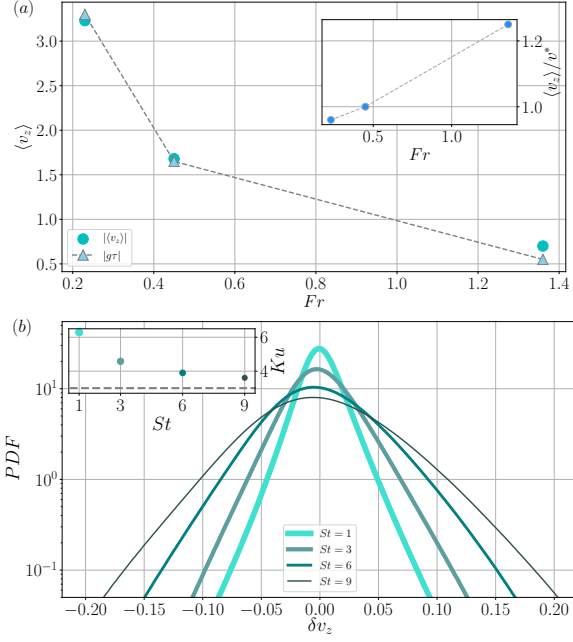 (a)
3.0
2.5
2.0
1.5
1.0
0.5
⟨v_z⟩
0.2 0.4 0.6 0.8 1.0 1.2 1.4
Fr
|⟨v_z⟩|
|gτ|
1.2
1.0
⟨v_z⟩/v*
0.5 1.0
Fr
(b)
10¹
10⁰
10⁻¹
PDF
6
4
Ku
1 3 6 9
St
St = 1
St = 3
St = 6
St = 9
−0.20 −0.15 −0.10 −0.05 0.00 0.05 0.10 0.15 0.20
δv_z